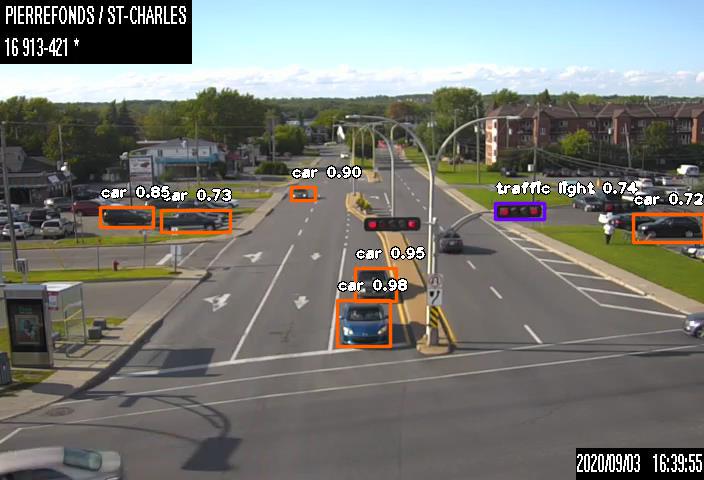 PIERREFONDS / ST-CHARLES
16 913-421 *
car 0.90
car 0.85
car 0.73
traffic light 0.74
car 0.72
car 0.95
car 0.98
2020/09/03 16:39:55